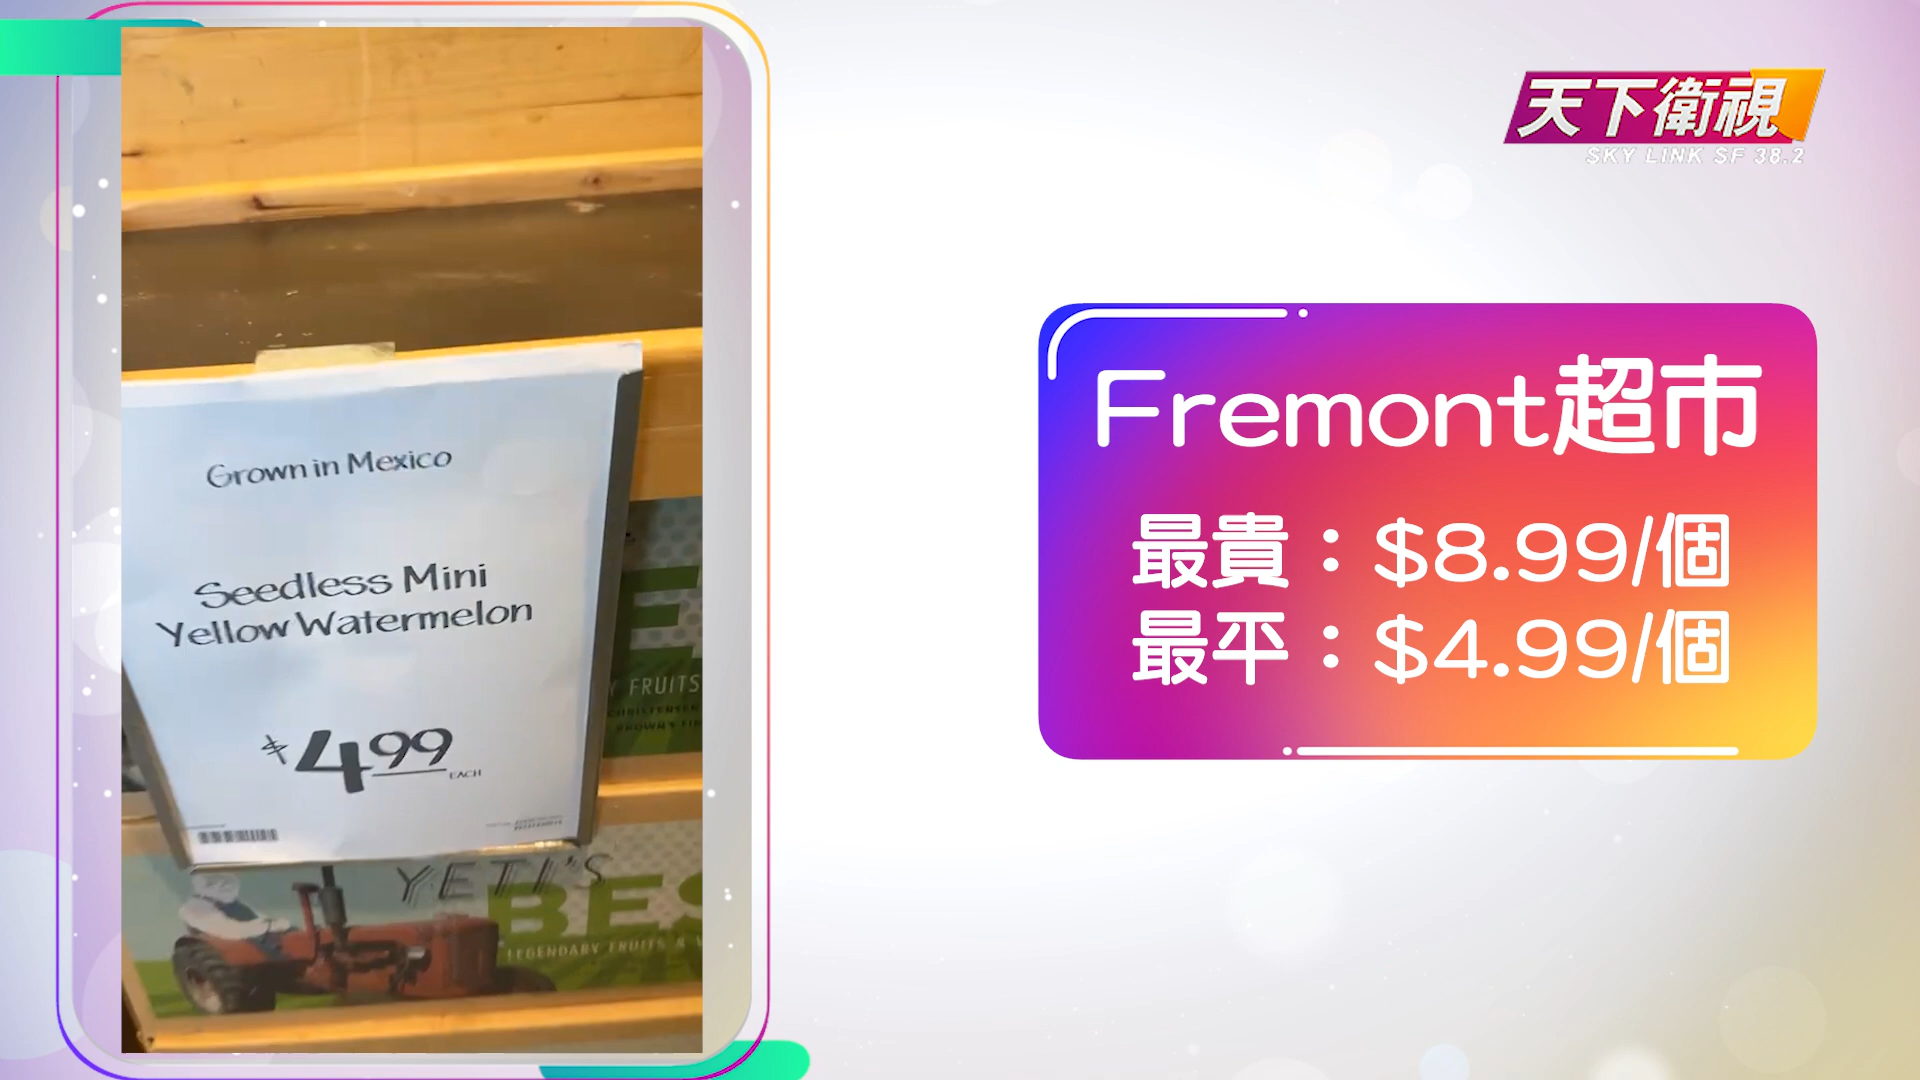 天下衛視
SKY LINK SF 38.2
Grown in Mexico
Seedless Mini
Yellow Watermelon
$4.99
EACH
Y FRUITS
YETI'S
BES
LEGENDARY FRUITS & V
Fremont超市
最貴：$8.99/個
最平：$4.99/個